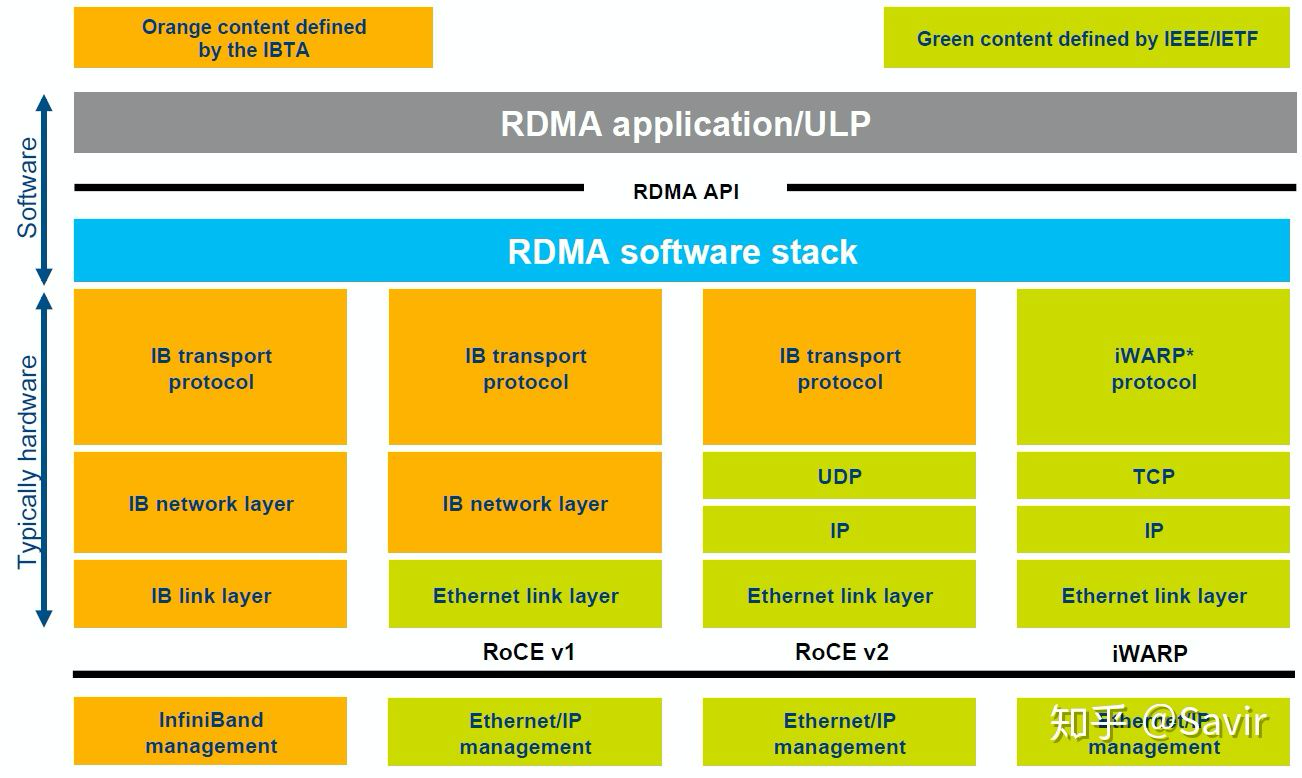 Orange content defined
by the IBTA
Green content defined by IEEE/IETF
RDMA application/ULP
Software
RDMA API
RDMA software stack
Typically hardware
IB transport
protocol
IB transport
protocol
IB transport
protocol
iWARP*
protocol
IB network layer
IB network layer
UDP
TCP
IP
IP
IB link layer
Ethernet link layer
Ethernet link layer
Ethernet link layer
RoCE v1
RoCE v2
iWARP
InfiniBand
management
Ethernet/IP
management
Ethernet/IP
management
Ethernet/IP
management
知乎 @Savir